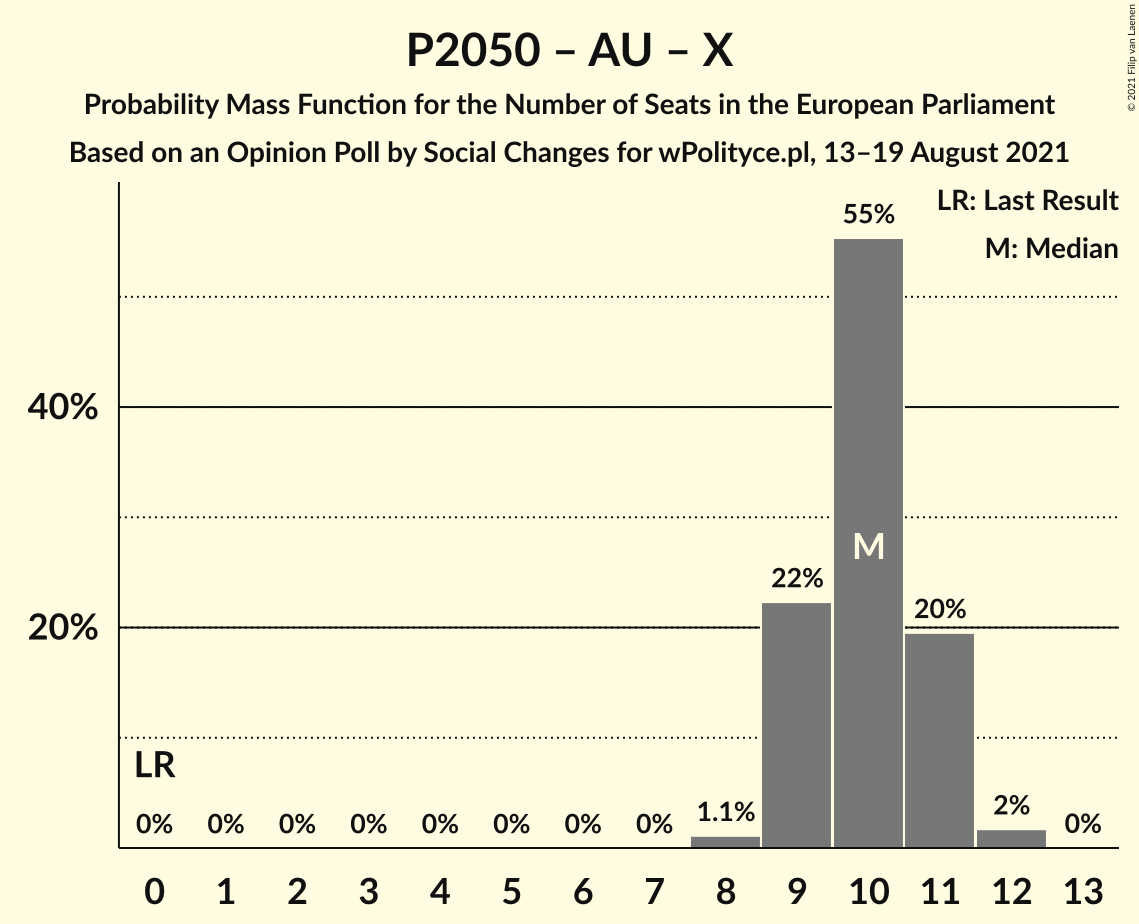 P2050 – AU – X
Probability Mass Function for the Number of Seats in the European Parliament
Based on an Opinion Poll by Social Changes for wPolityce.pl, 13–19 August 2021
© 2021 Filip van Laenen
LR: Last Result
M: Median
55%
40%
M
22%
20%
20%
LR
0% 0% 0% 0% 0% 0% 0% 0% 1.1% 2% 0%
0 1 2 3 4 5 6 7 8 9 10 11 12 13